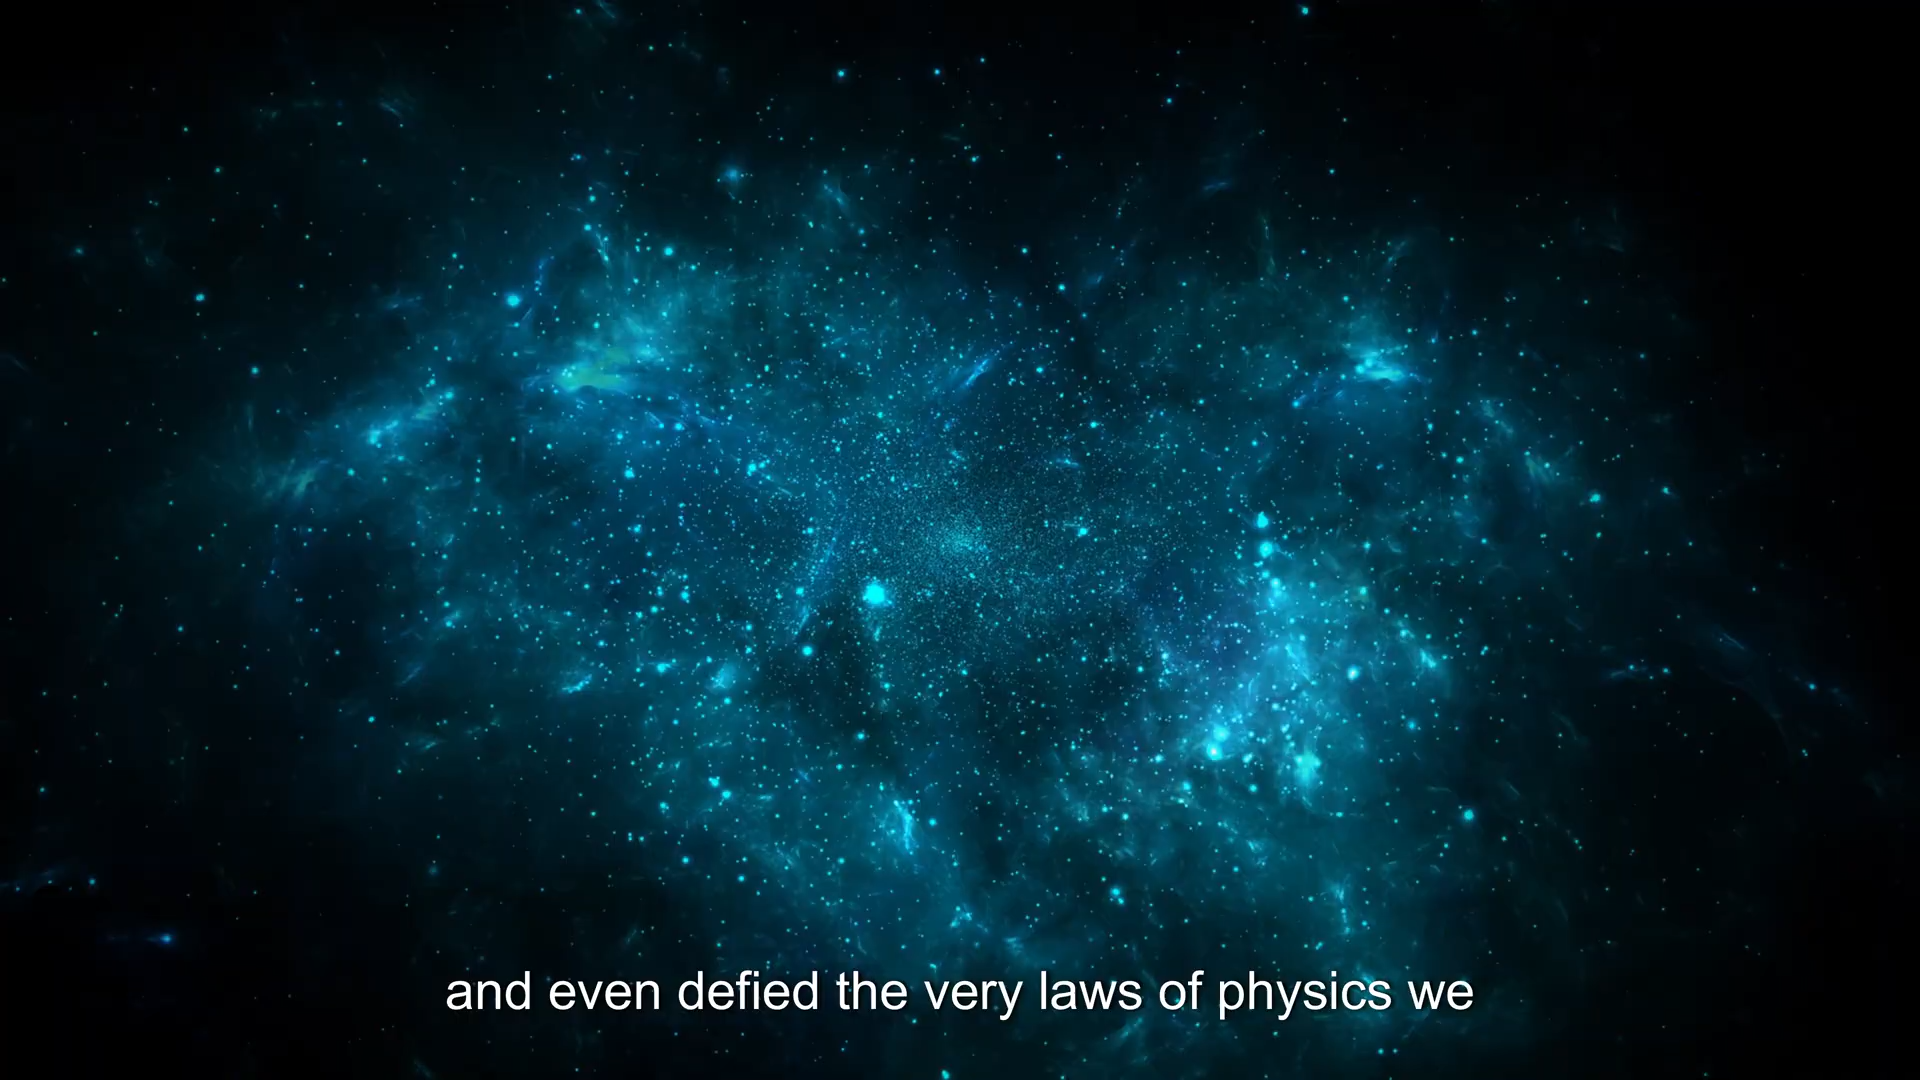 and even defied the very laws of physics we